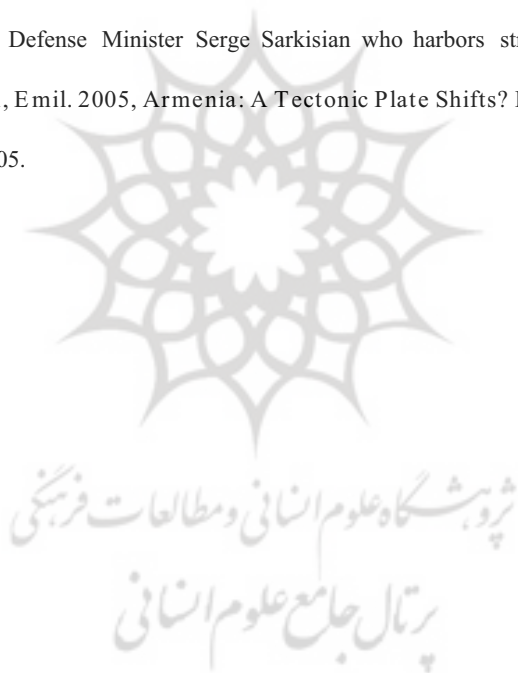 Defense Minister Serge Sarkisian who harbors
, Emil. 2005, Armenia: A Tectonic Plate Shifts?
05.
پژوهشگاه علوم انسانی و مطالعات فرهنگی
پرتال جامع علوم انسانی